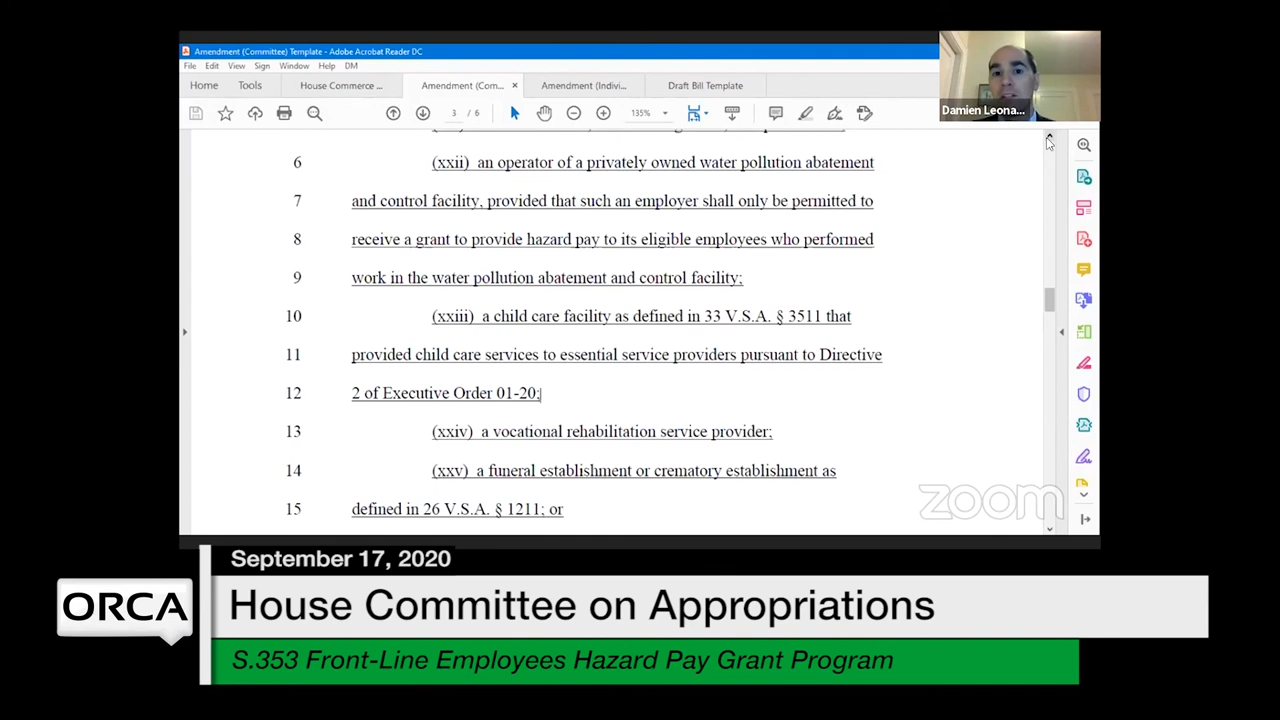 Amendment (Committee) Template - Adobe Acrobat Reader DC
File Edit View Sign Window Help DM
Home Tools House Commerce ... Amendment (Com... × Amendment (Indivi... Draft Bill Template
3 / 6 135%
Damien Leona...
6 (xxii) an operator of a privately owned water pollution abatement
7 and control facility, provided that such an employer shall only be permitted to
8 receive a grant to provide hazard pay to its eligible employees who performed
9 work in the water pollution abatement and control facility;
10 (xxiii) a child care facility as defined in 33 V.S.A. § 3511 that
11 provided child care services to essential service providers pursuant to Directive
12 2 of Executive Order 01-20;
13 (xxiv) a vocational rehabilitation service provider;
14 (xxv) a funeral establishment or crematory establishment as
15 defined in 26 V.S.A. § 1211; or
zoom
September 17, 2020
ORCA
House Committee on Appropriations
S.353 Front-Line Employees Hazard Pay Grant Program